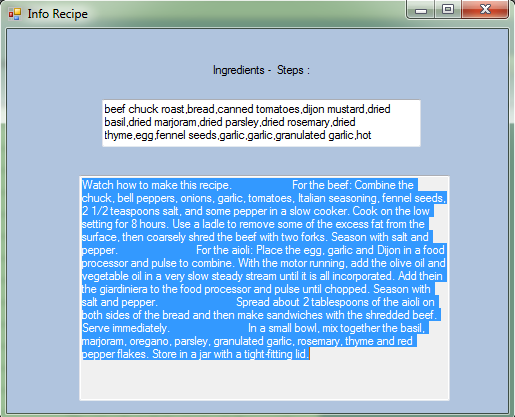 Info Recipe
Ingredients -  Steps :
beef chuck roast,bread,canned tomatoes,dijon mustard,dried
basil,dried marjoram,dried parsley,dried rosemary,dried
thyme,egg,fennel seeds,garlic,garlic,granulated garlic,hot
Watch how to make this recipe. For the beef: Combine the
chuck, bell peppers, onions, garlic, tomatoes, Italian seasoning, fennel seeds,
2 1/2 teaspoons salt, and some pepper in a slow cooker. Cook on the low
setting for 8 hours. Use a ladle to remove some of the excess fat from the
surface, then coarsely shred the beef with two forks. Season with salt and
pepper. For the aioli: Place the egg, garlic and Dijon in a food
processor and pulse to combine. With the motor running, add the olive oil and
vegetable oil in a very slow steady stream until it is all incorporated. Add thein
the giardiniera to the food processor and pulse until chopped. Season with
salt and pepper. Spread about 2 tablespoons of the aioli on
both sides of the bread and then make sandwiches with the shredded beef.
Serve immediately. In a small bowl, mix together the basil,
marjoram, oregano, parsley, granulated garlic, rosemary, thyme and red
pepper flakes. Store in a jar with a tight-fitting lid.